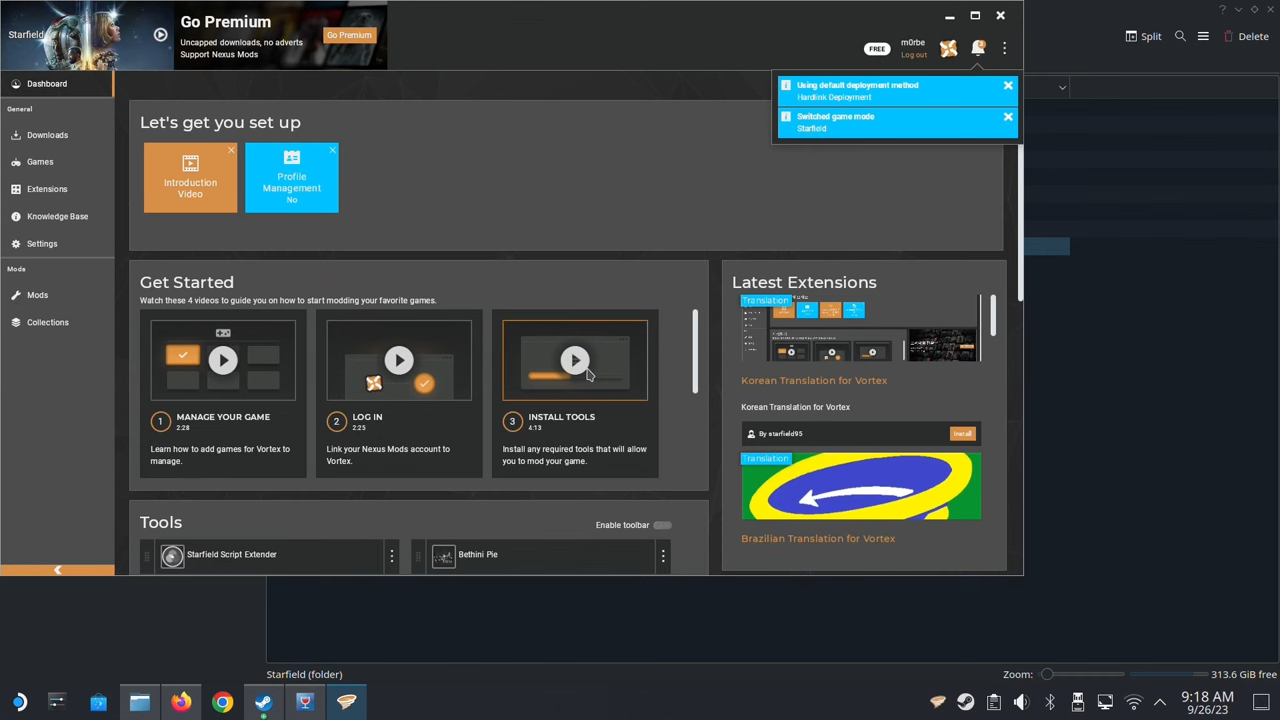 Starfield
Go Premium
Uncapped downloads, no adverts
Support Nexus Mods
Go Premium
FREE
m0rbe
Log out
Split
Delete
Using default deployment method
Hardlink Deployment
Switched game mode
Starfield
Dashboard
General
Downloads
Games
Extensions
Knowledge Base
Settings
Mods
Mods
Collections
Let's get you set up
Introduction
Video
Profile
Management
No
Get Started
Watch these 4 videos to guide you on how to start modding your favorite games.
1 MANAGE YOUR GAME
2:28
Learn how to add games for Vortex to
manage.
2 LOG IN
2:25
Link your Nexus Mods account to
Vortex.
3 INSTALL TOOLS
4:13
Install any required tools that will allow
you to mod your game.
Latest Extensions
Translation
Korean Translation for Vortex
Korean Translation for Vortex
By starfield95
Install
Translation
Brazilian Translation for Vortex
Tools
Enable toolbar
Starfield Script Extender
Bethini Pie
Starfield (folder)
Zoom:
313.6 GiB free
9:18 AM
9/26/23